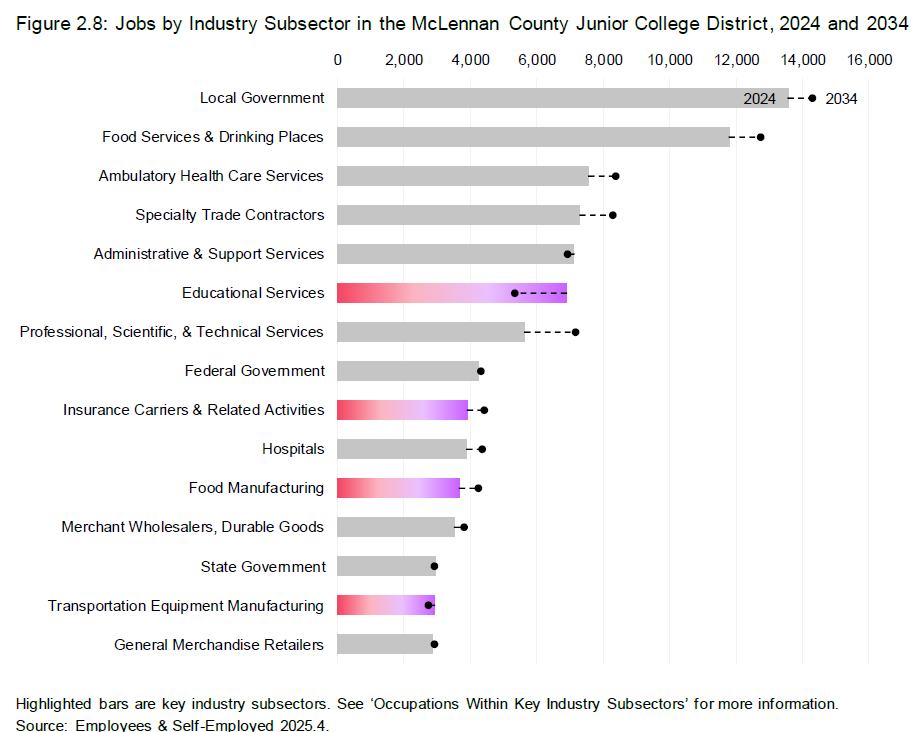 Figure 2.8: Jobs by Industry Subsector in the McLennan County Junior College District, 2024 and 2034
0 2,000 4,000 6,000 8,000 10,000 12,000 14,000 16,000
Local Government 2024 2034
Food Services & Drinking Places
Ambulatory Health Care Services
Specialty Trade Contractors
Administrative & Support Services
Educational Services
Professional, Scientific, & Technical Services
Federal Government
Insurance Carriers & Related Activities
Hospitals
Food Manufacturing
Merchant Wholesalers, Durable Goods
State Government
Transportation Equipment Manufacturing
General Merchandise Retailers
Highlighted bars are key industry subsectors. See ‘Occupations Within Key Industry Subsectors’ for more information.
Source: Employees & Self-Employed 2025.4.